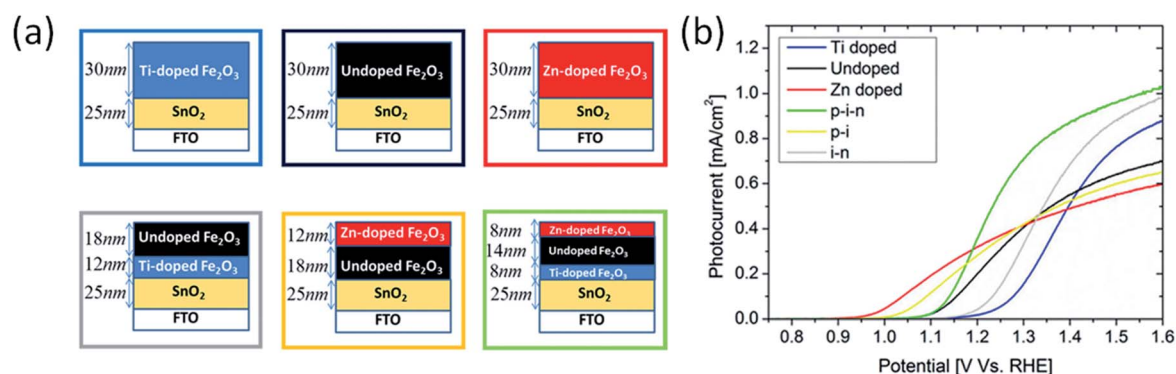 (a)
30nm
Ti-doped Fe₂O₃
25nm
SnO₂
FTO
30nm
Undoped Fe₂O₃
25nm
SnO₂
FTO
30nm
Zn-doped Fe₂O₃
25nm
SnO₂
FTO
18nm
Undoped Fe₂O₃
12nm
Ti-doped Fe₂O₃
25nm
SnO₂
FTO
12nm
Zn-doped Fe₂O₃
18nm
Undoped Fe₂O₃
25nm
SnO₂
FTO
8nm
Zn-doped Fe₂O₃
14nm
Undoped Fe₂O₃
8nm
Ti-doped Fe₂O₃
25nm
SnO₂
FTO
(b)
Photocurrent [mA/cm²]
1.2
1.0
0.8
0.6
0.4
0.2
0.0
Ti doped
Undoped
Zn doped
p-i-n
p-i
i-n
0.8 0.9 1.0 1.1 1.2 1.3 1.4 1.5 1.6
Potential [V Vs. RHE]